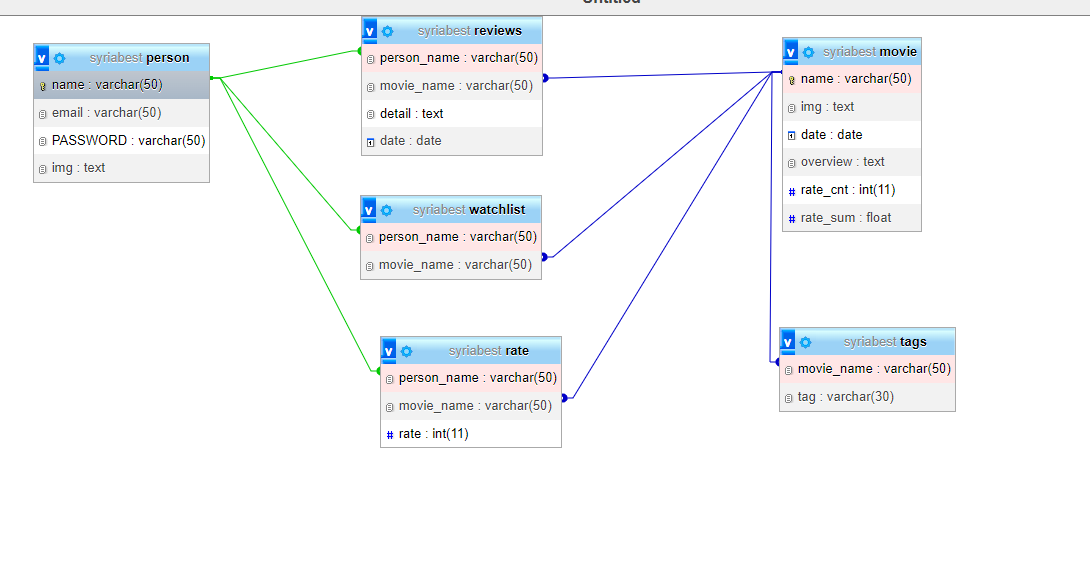 Untitled
v syriabest person
name : varchar(50)
email : varchar(50)
PASSWORD : varchar(50)
img : text
v syriabest reviews
person_name : varchar(50)
movie_name : varchar(50)
detail : text
date : date
v syriabest watchlist
person_name : varchar(50)
movie_name : varchar(50)
v syriabest rate
person_name : varchar(50)
movie_name : varchar(50)
# rate : int(11)
v syriabest movie
name : varchar(50)
img : text
date : date
overview : text
# rate_cnt : int(11)
# rate_sum : float
v syriabest tags
movie_name : varchar(50)
tag : varchar(30)